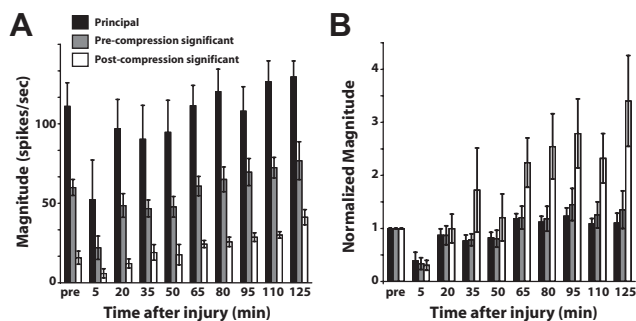 A
Principal
Pre-compression significant
Post-compression significant
Magnitude (spikes/sec)
100
50
0
pre 5 20 35 50 65 80 95 110 125
Time after injury (min)
B
Normalized Magnitude
4
3
2
1
0
pre 5 20 35 50 65 80 95 110 125
Time after injury (min)